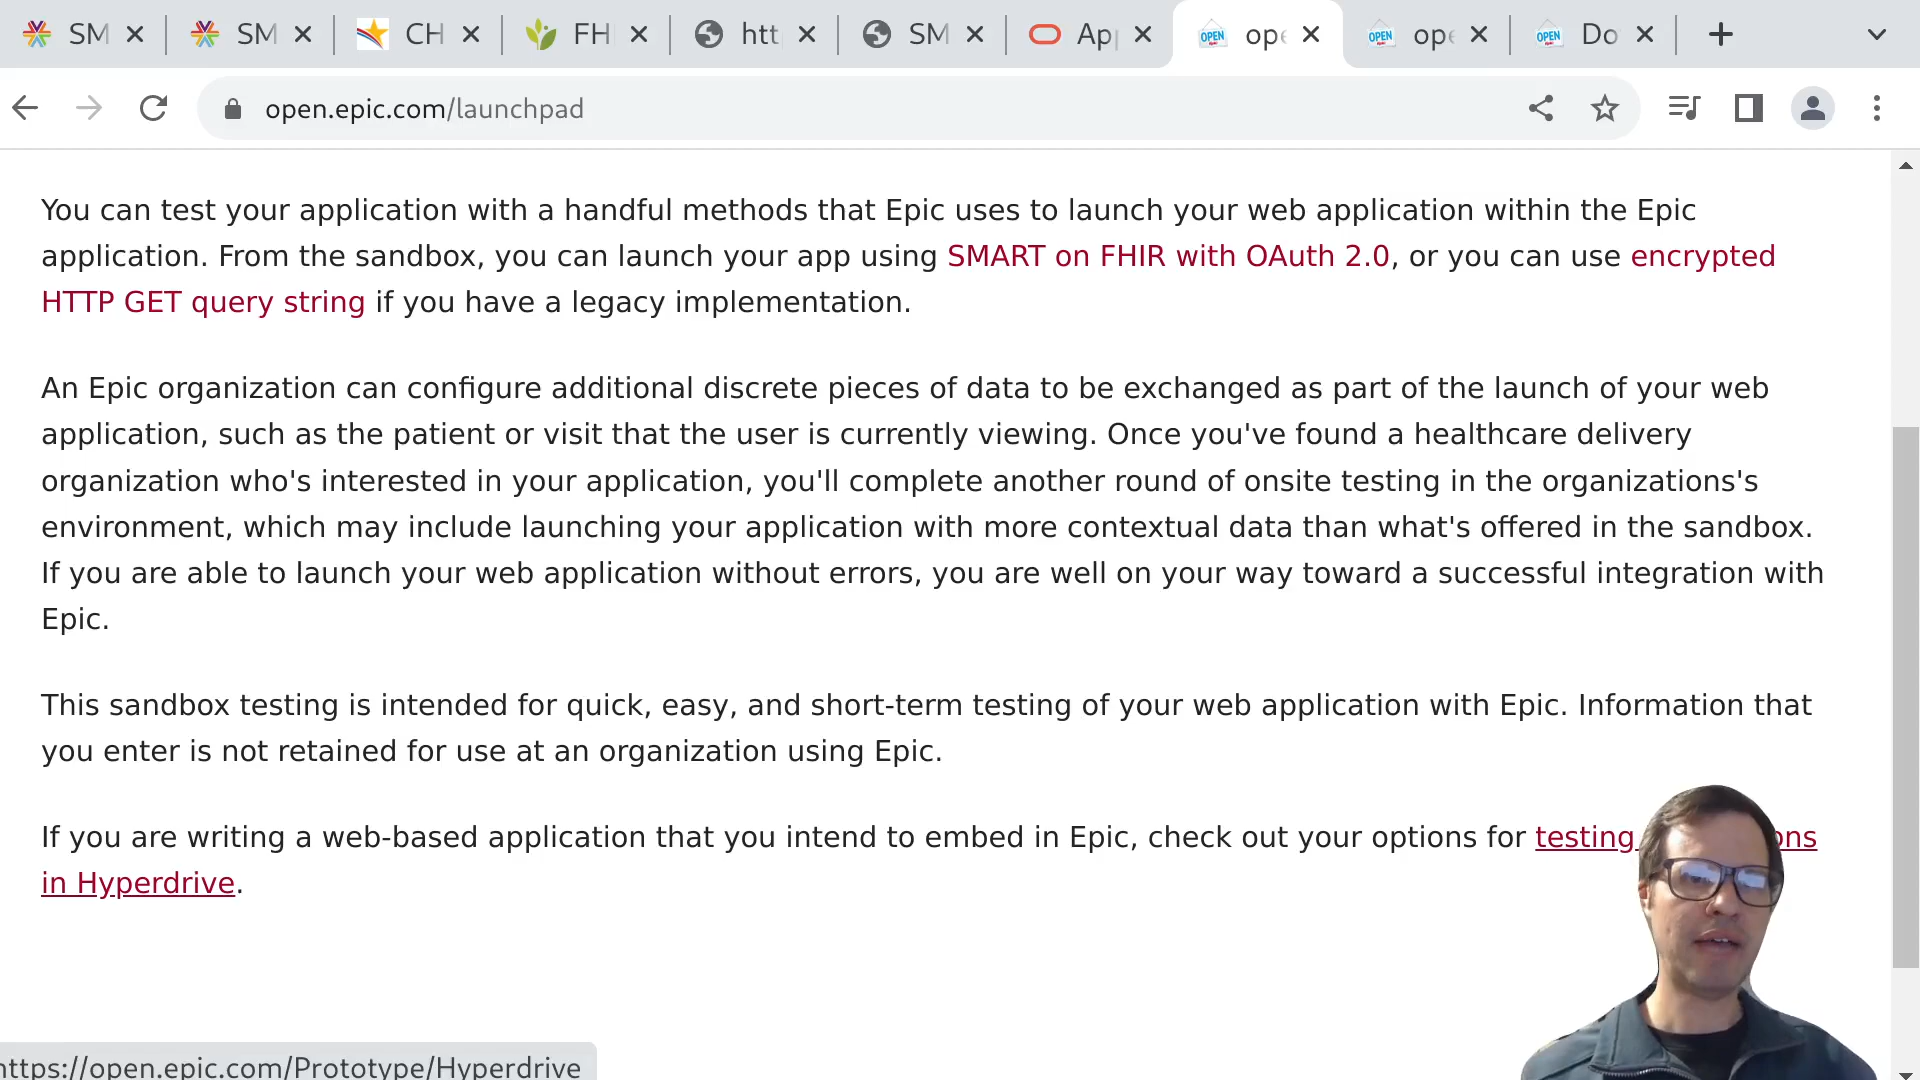 SM
SM
CH
FH
htt
SM
Ap
ope
ope
Do
open.epic.com/launchpad
You can test your application with a handful methods that Epic uses to launch your web application within the Epic
application. From the sandbox, you can launch your app using SMART on FHIR with OAuth 2.0, or you can use encrypted
HTTP GET query string if you have a legacy implementation.
An Epic organization can configure additional discrete pieces of data to be exchanged as part of the launch of your web
application, such as the patient or visit that the user is currently viewing. Once you've found a healthcare delivery
organization who's interested in your application, you'll complete another round of onsite testing in the organizations's
environment, which may include launching your application with more contextual data than what's offered in the sandbox.
If you are able to launch your web application without errors, you are well on your way toward a successful integration with
Epic.
This sandbox testing is intended for quick, easy, and short-term testing of your web application with Epic. Information that
you enter is not retained for use at an organization using Epic.
If you are writing a web-based application that you intend to embed in Epic, check out your options for testing
in Hyperdrive.
https://open.epic.com/Prototype/Hyperdrive